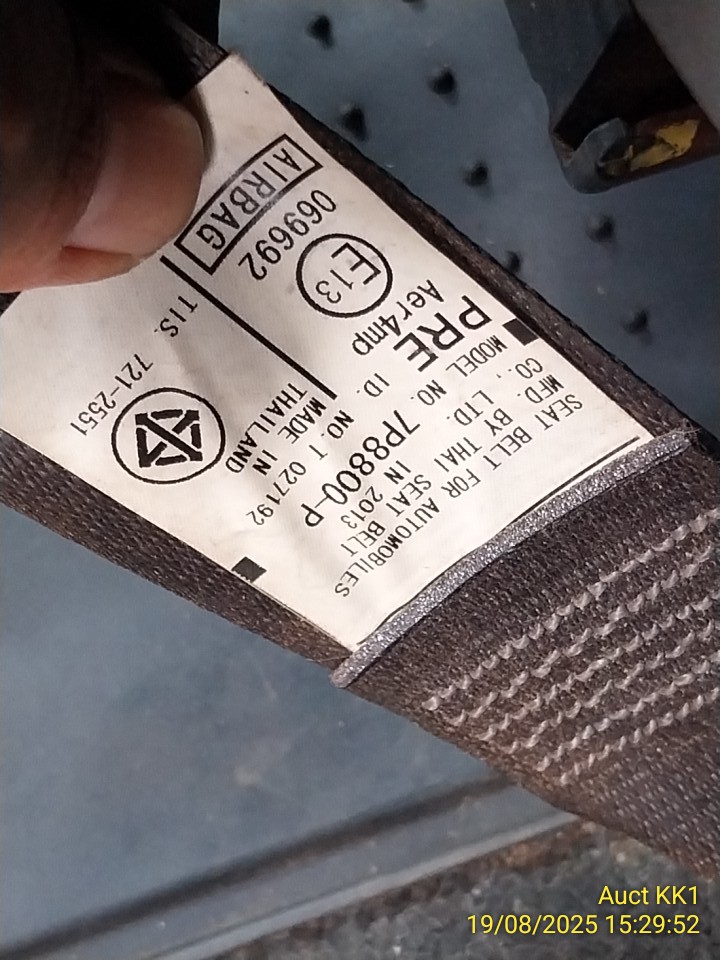 SEAT BELT FOR AUTOMOBILES
MFD. BY THAI SEAT BELT
CO., LTD. IN 2013
MODEL NO. 7P8800-P
PRE ID. NO. T 027192
Aer4mp MADE IN
THAILAND
E13
069692 TIS. 721-2551
AIRBAG
Auct KK1
19/08/2025 15:29:52